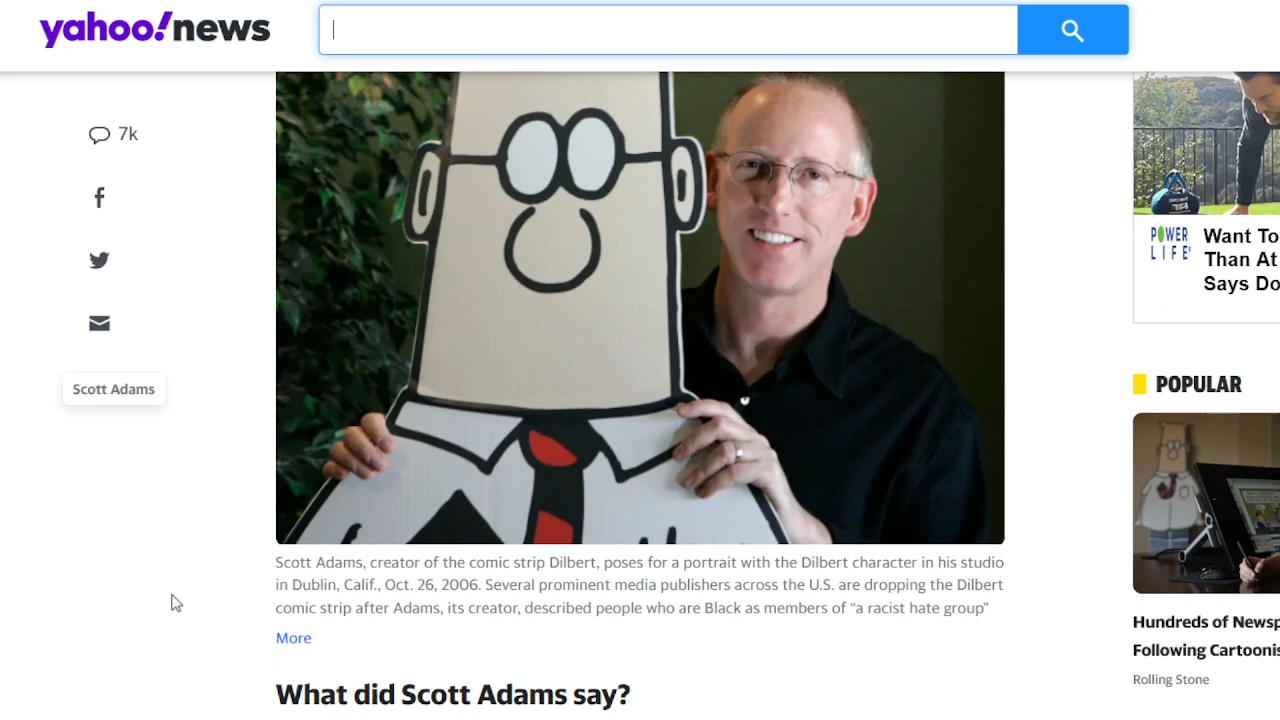 yahoo!news
7k
Scott Adams
Scott Adams, creator of the comic strip Dilbert, poses for a portrait with the Dilbert character in his studio
in Dublin, Calif., Oct. 26, 2006. Several prominent media publishers across the U.S. are dropping the Dilbert
comic strip after Adams, its creator, described people who are Black as members of “a racist hate group”
More
What did Scott Adams say?
POWER
LIFE
Want To
Than At
Says Do
POPULAR
Hundreds of Newsp
Following Cartoonis
Rolling Stone